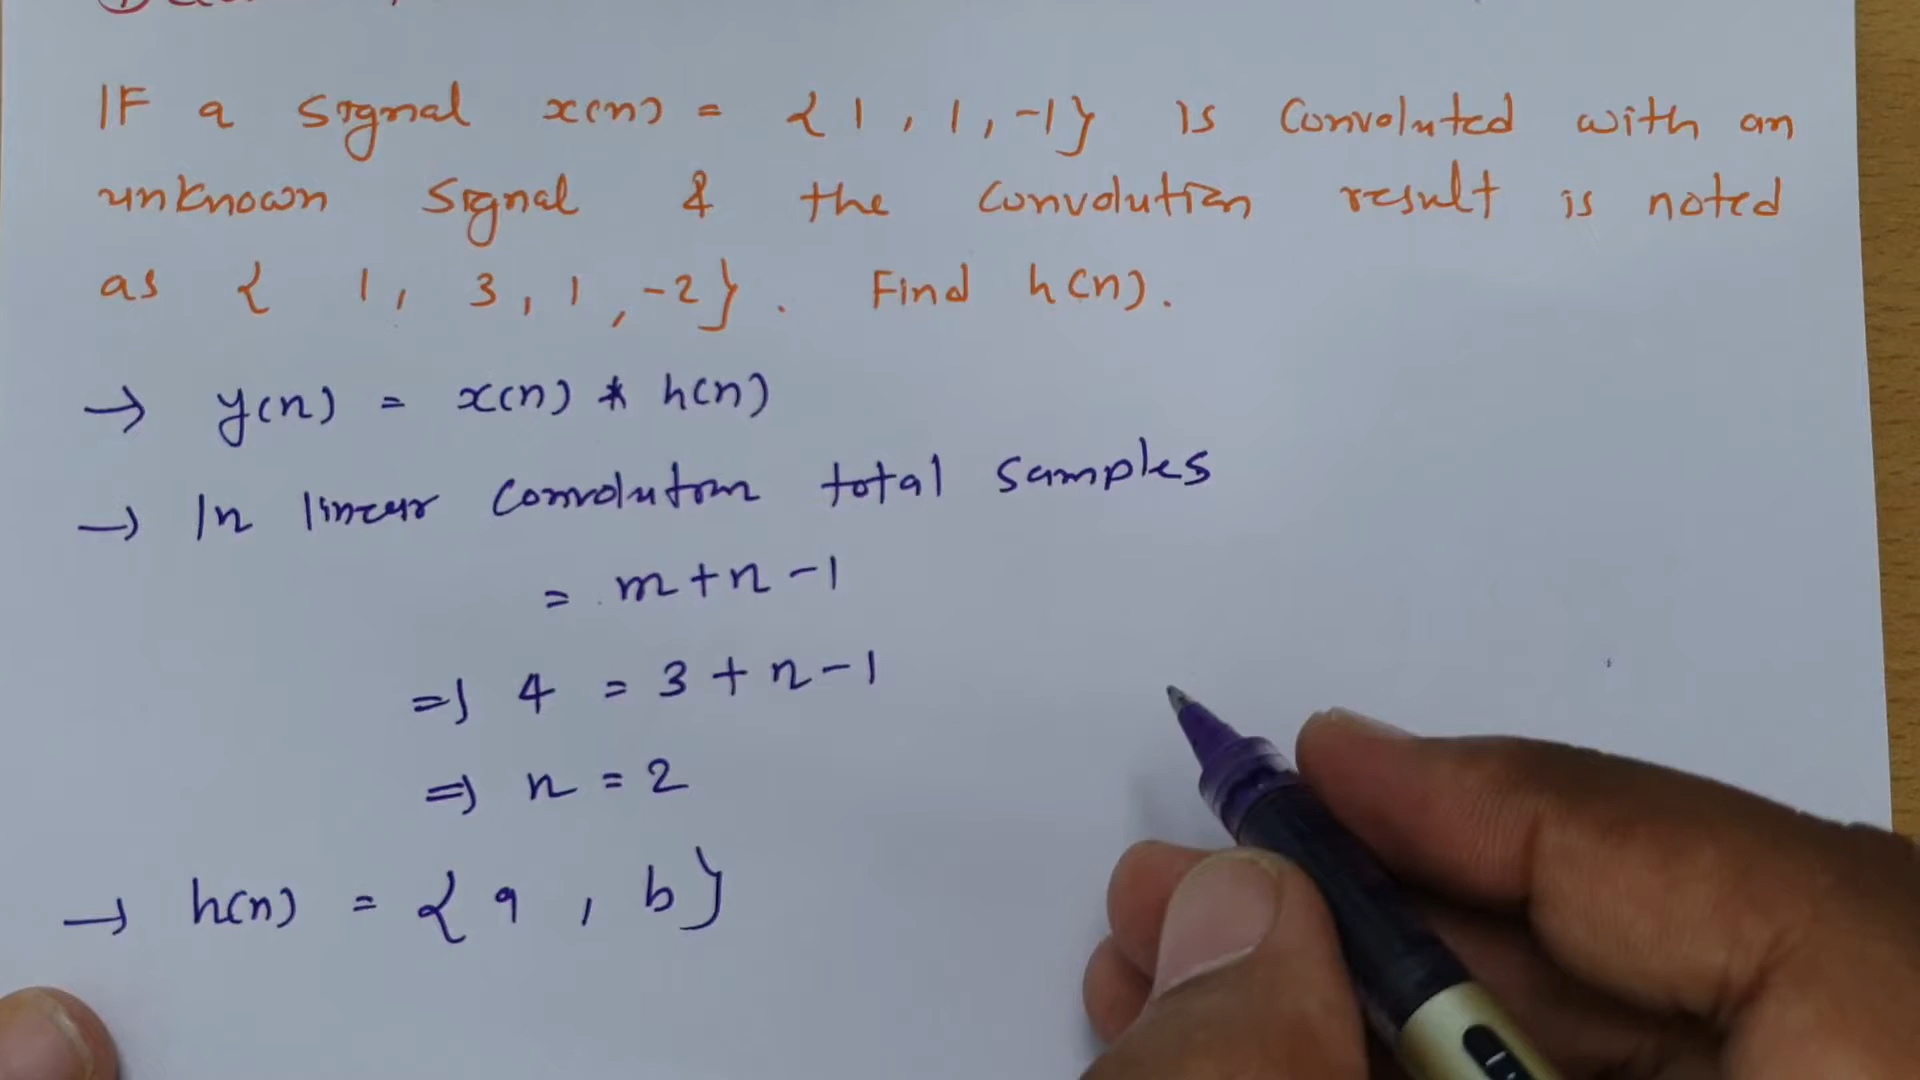 IF a signal x(n) = {1, 1, -1} is convoluted with an
unknown signal & the convolution result is noted
as { 1, 3, 1, -2}. Find h(n).
→ y(n) = x(n) * h(n)
→ In linear convolution total samples
= m+n-1
⇒ 4 = 3+n-1
⇒ n = 2
→ h(n) = {a, b}